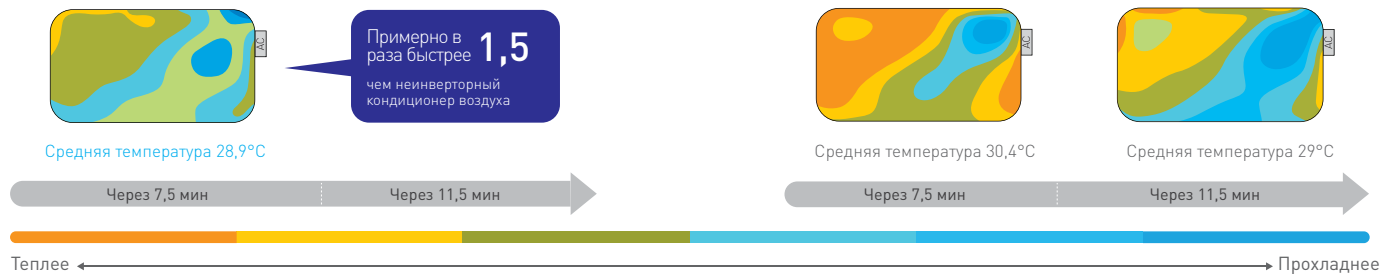 AC
Примерно в
раза быстрее 1,5
чем неинверторный
кондиционер воздуха
AC
AC
Средняя температура 28,9°C
Средняя температура 30,4°C
Средняя температура 29°C
Через 7,5 мин
Через 11,5 мин
Через 7,5 мин
Через 11,5 мин
Теплее
Прохладнее